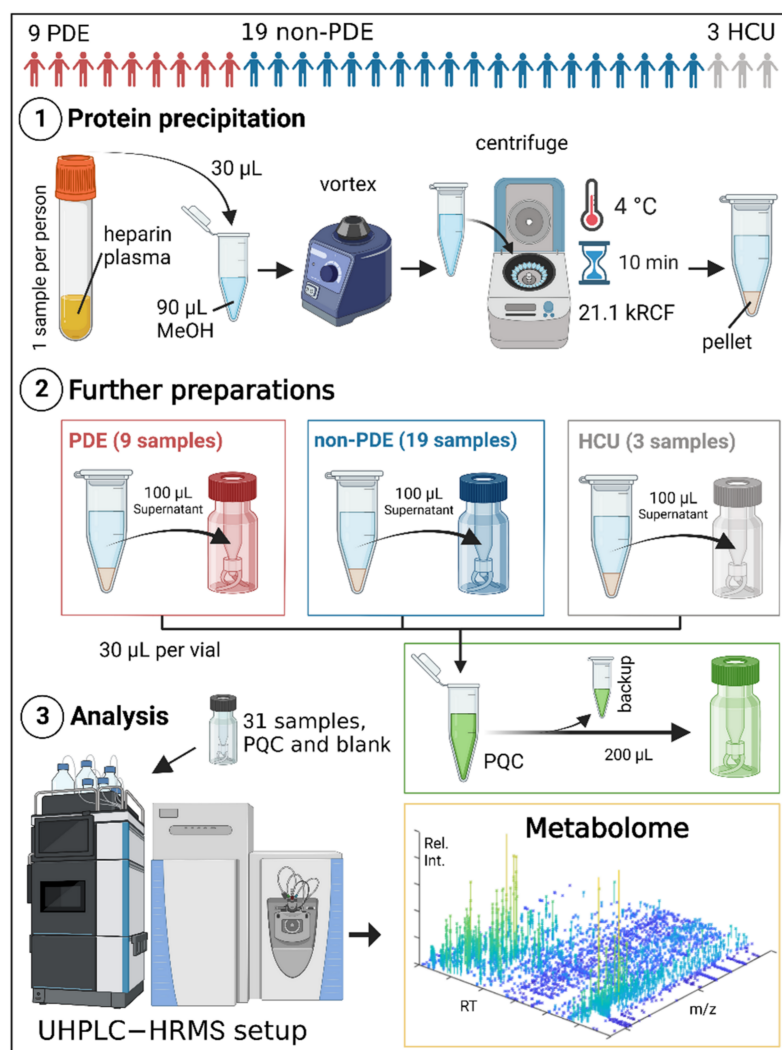 9 PDE
19 non-PDE
3 HCU
1 Protein precipitation
1 sample per person
heparin
plasma
30 µL
90 µL
MeOH
vortex
centrifuge
4 °C
10 min
21.1 kRCF
pellet
2 Further preparations
PDE (9 samples)
100 µL
Supernatant
non-PDE (19 samples)
100 µL
Supernatant
HCU (3 samples)
100 µL
Supernatant
30 µL per vial
PQC
backup
200 µL
3 Analysis
31 samples,
PQC and blank
UHPLC−HRMS setup
Metabolome
Rel.
Int.
RT
m/z